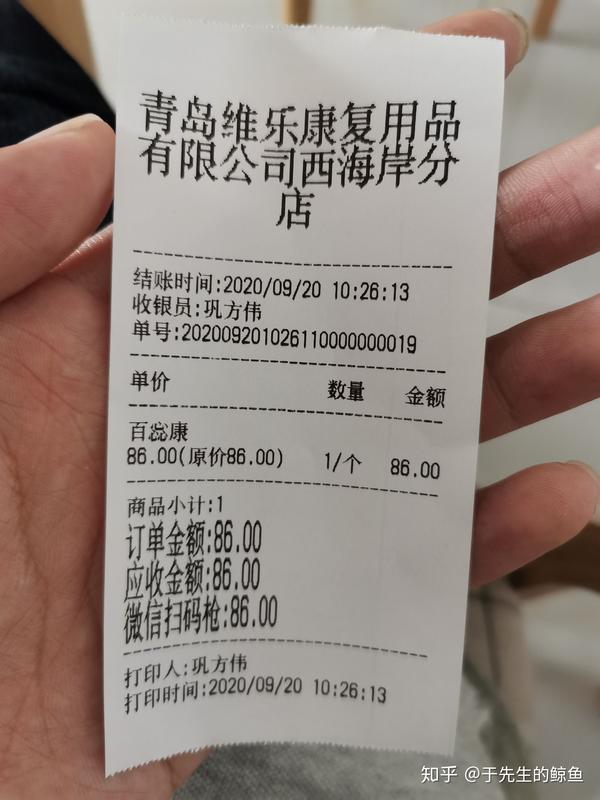 青岛维乐康复用品
有限公司西海岸分
店
结账时间:2020/09/20 10:26:13
收银员:巩方伟
单号:2020092010261100000000​19
单价 数量 金额
百蕊康
86.00(原价86.00) 1/个 86.00
商品小计:1
订单金额:86.00
应收金额:86.00
微信扫码枪:86.00
打印人:巩方伟
打印时间:2020/09/20 10:26:13
知乎 @于先生的鲸鱼